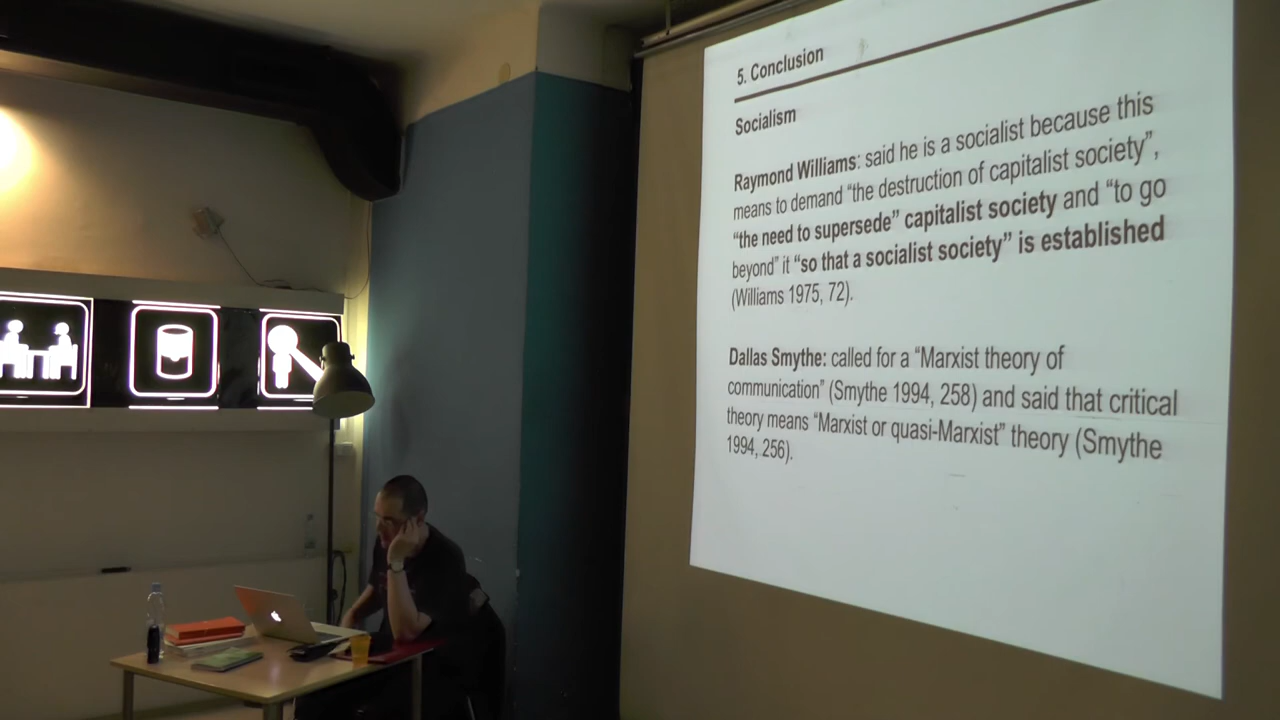 5. Conclusion
Socialism
Raymond Williams: said he is a socialist because this
means to demand “the destruction of capitalist society”,
“the need to supersede” capitalist society and “to go
beyond” it “so that a socialist society” is established
(Williams 1975, 72).
Dallas Smythe: called for a “Marxist theory of
communication” (Smythe 1994, 258) and said that critical
theory means “Marxist or quasi-Marxist” theory (Smythe
1994, 256).